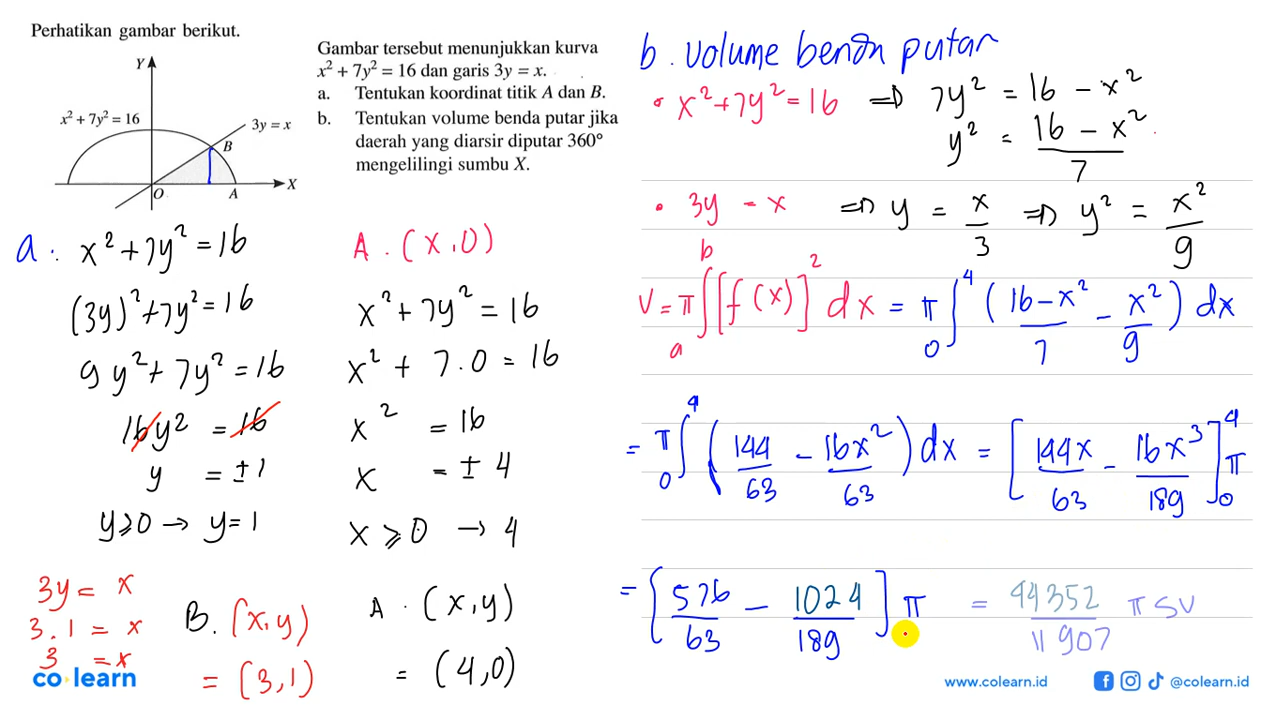 Perhatikan gambar berikut.
Y
x² + 7y² = 16
3y = x
B
O
A
X
Gambar tersebut menunjukkan kurva
x² + 7y² = 16 dan garis 3y = x.
a. Tentukan koordinat titik A dan B.
b. Tentukan volume benda putar jika
daerah yang diarsir diputar 360°
mengelilingi sumbu X.
a. x² + 7y² = 16
(3y)² + 7y² = 16
9y² + 7y² = 16
16y² = 16
y = ±1
y ≥ 0 → y = 1
3y = x
3.1 = x
3 = x
B. (x,y)
= (3,1)
A. (x,0)
x² + 7y² = 16
x² + 7.0 = 16
x² = 16
x = ±4
x ≥ 0 → 4
A. (x,y)
= (4,0)
b. volume benda putar
• x² + 7y² = 16 ⇒ 7y² = 16 - x²
y² = (16 - x²)/7
• 3y = x ⇒ y = x/3 ⇒ y² = x²/9
V = π∫ₐᵇ [f(x)]² dx = π∫₀⁴ ((16-x²)/7 - x²/9) dx
= π∫₀⁴ (144/63 - 16x²/63) dx = [144x/63 - 16x³/189]₀⁴ π
= [576/63 - 1024/189] π = 44352/11907 π SV
co learn
www.colearn.id
@colearn.id